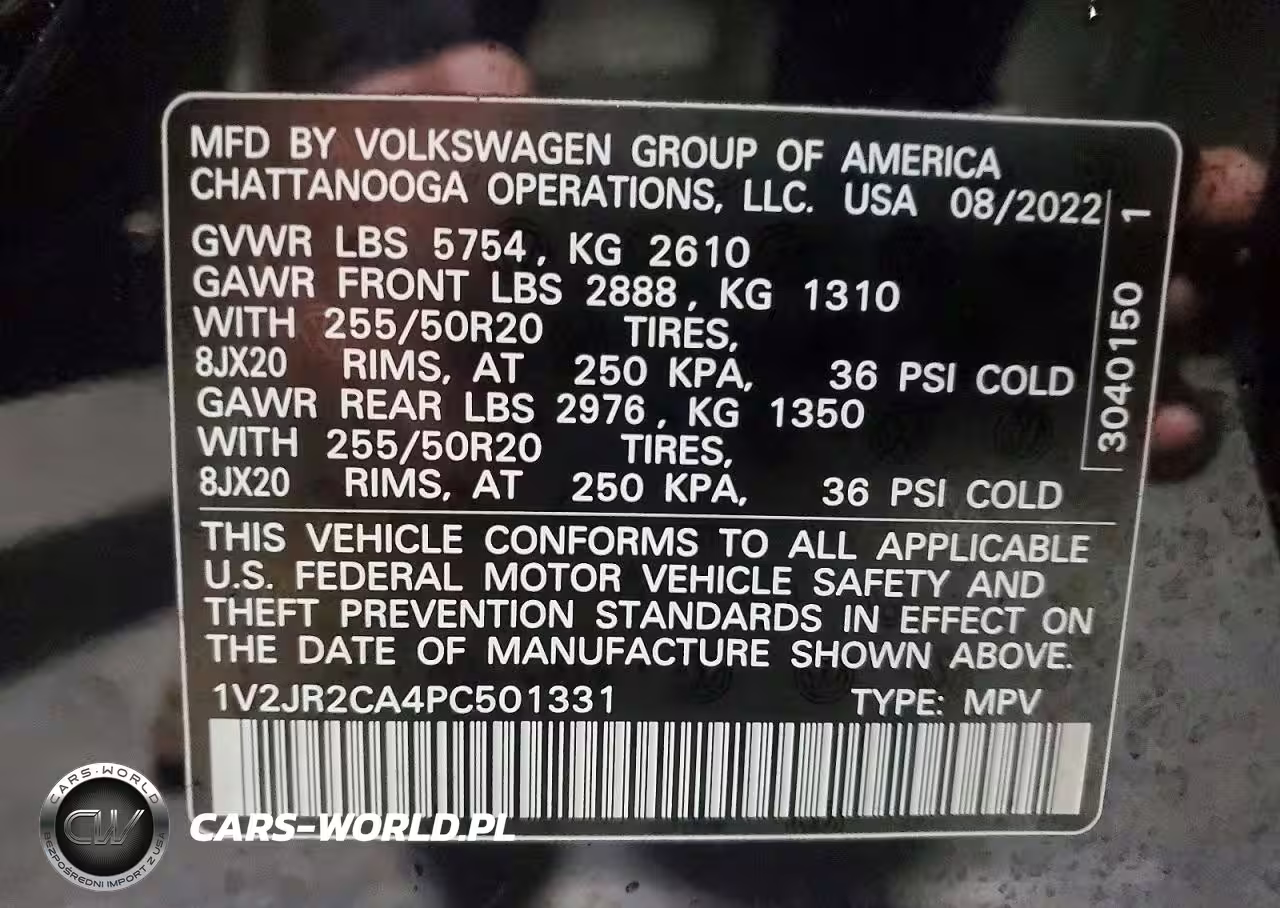 MFD BY VOLKSWAGEN GROUP OF AMERICA
CHATTANOOGA OPERATIONS, LLC. USA 08/2022
GVWR LBS 5754, KG 2610
GAWR FRONT LBS 2888, KG 1310
WITH 255/50R20 TIRES,
8JX20 RIMS, AT 250 KPA, 36 PSI COLD
GAWR REAR LBS 2976, KG 1350
WITH 255/50R20 TIRES,
8JX20 RIMS, AT 250 KPA, 36 PSI COLD
3040150 1
THIS VEHICLE CONFORMS TO ALL APPLICABLE
U.S. FEDERAL MOTOR VEHICLE SAFETY AND
THEFT PREVENTION STANDARDS IN EFFECT ON
THE DATE OF MANUFACTURE SHOWN ABOVE.
1V2JR2CA4PC501331 TYPE: MPV
CARS-WORLD
CW
BEZPOŚREDNI IMPORT Z USA
CARS-WORLD.PL